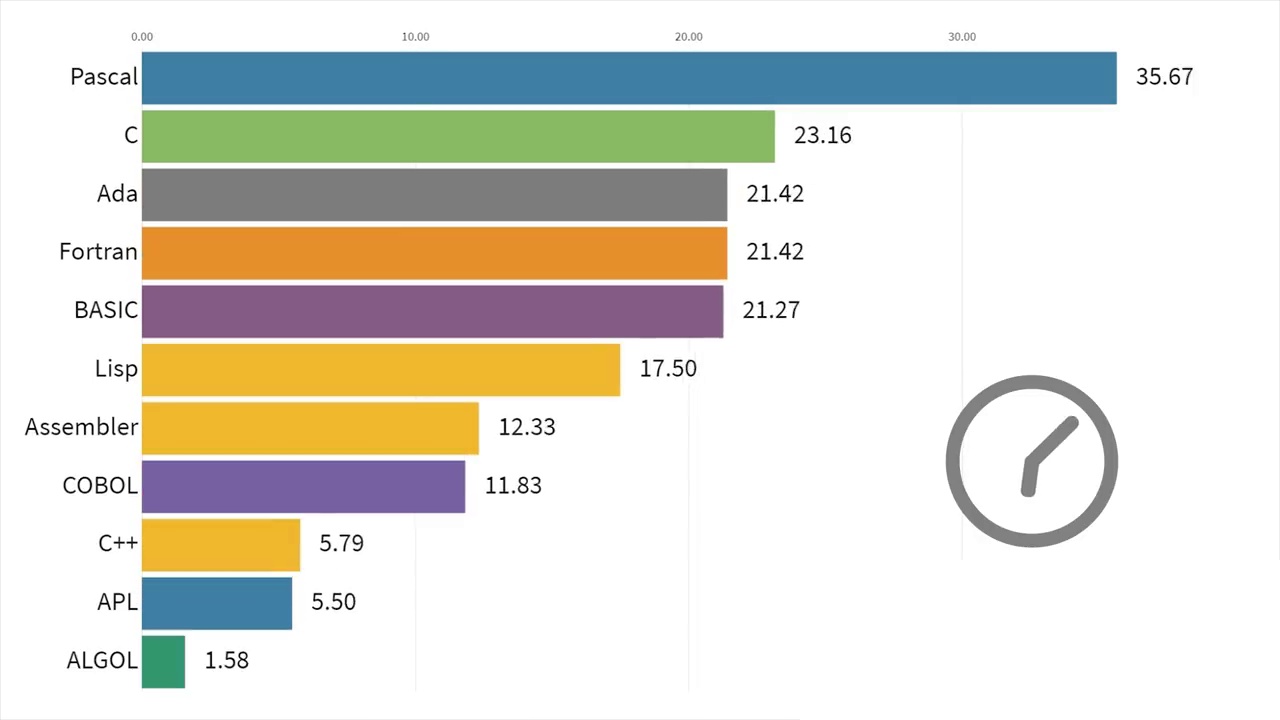 0.00 10.00 20.00 30.00
Pascal 35.67
C 23.16
Ada 21.42
Fortran 21.42
BASIC 21.27
Lisp 17.50
Assembler 12.33
COBOL 11.83
C++ 5.79
APL 5.50
ALGOL 1.58